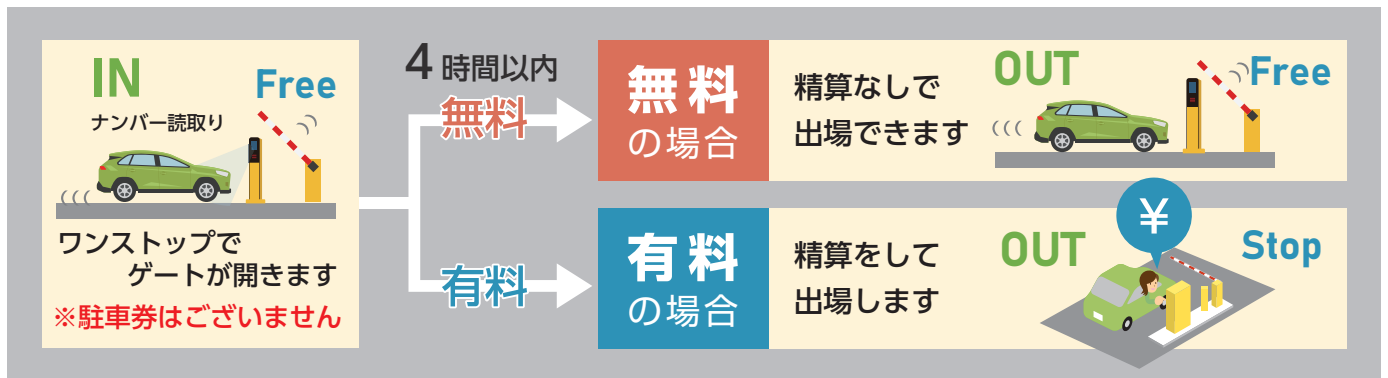 IN
Free
ナンバー読取り
ワンストップで
ゲートが開きます
※駐車券はございません
4時間以内
無料
有料
無料
の場合
精算なしで
出場できます
OUT
Free
有料
の場合
精算をして
出場します
OUT
¥
Stop